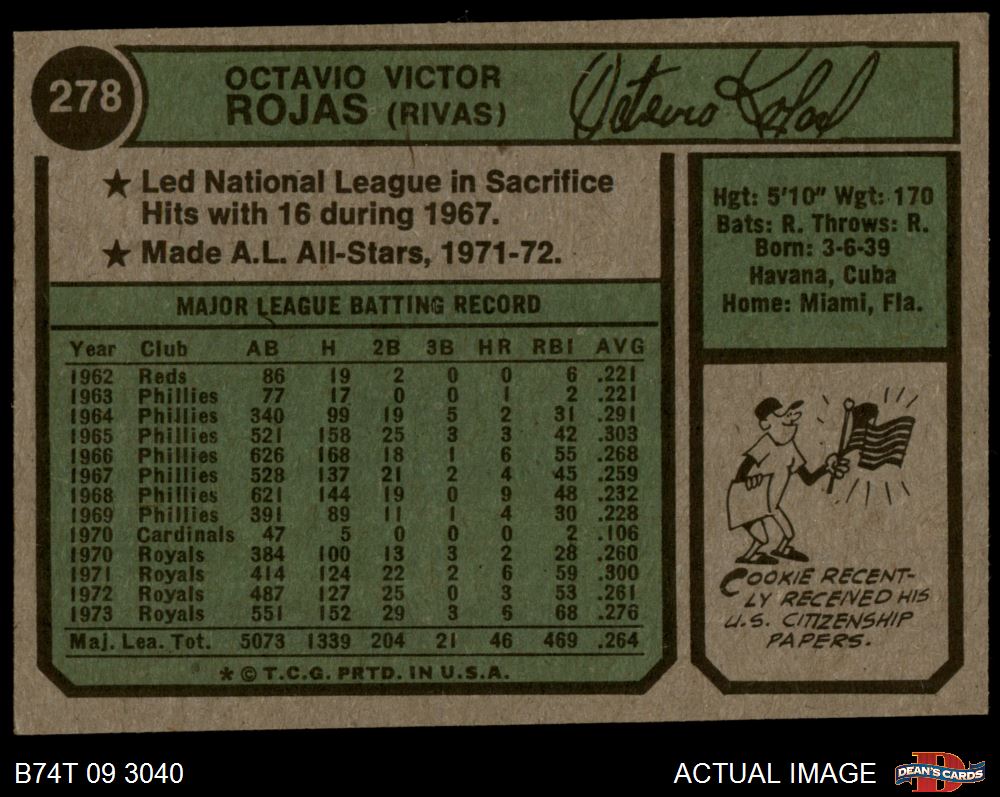 278
OCTAVIO VICTOR
ROJAS (RIVAS)
Octavio Rojas
★ Led National League in Sacrifice
Hits with 16 during 1967.
★ Made A.L. All-Stars, 1971-72.
MAJOR LEAGUE BATTING RECORD
Year Club AB H 2B 3B HR RBI AVG
1962 Reds 86 19 2 0 0 6 .221
1963 Phillies 77 17 0 0 1 2 .221
1964 Phillies 340 99 19 5 2 31 .291
1965 Phillies 521 158 25 3 3 42 .303
1966 Phillies 626 168 18 1 6 55 .268
1967 Phillies 528 137 21 2 4 45 .259
1968 Phillies 621 144 19 0 9 48 .232
1969 Phillies 391 89 11 1 4 30 .228
1970 Cardinals 47 5 0 0 0 2 .106
1970 Royals 384 100 13 3 2 28 .260
1971 Royals 414 124 22 2 6 59 .300
1972 Royals 487 127 25 0 3 53 .261
1973 Royals 551 152 29 3 6 68 .276
Maj. Lea. Tot. 5073 1339 204 21 46 469 .264
* © T.C.G. PRTD. IN U.S.A.
Hgt: 5'10" Wgt: 170
Bats: R. Throws: R.
Born: 3-6-39
Havana, Cuba
Home: Miami, Fla.
COOKIE RECENT-
LY RECEIVED HIS
U.S. CITIZENSHIP
PAPERS.
B74T 09 3040
ACTUAL IMAGE
DEAN'S CARDS